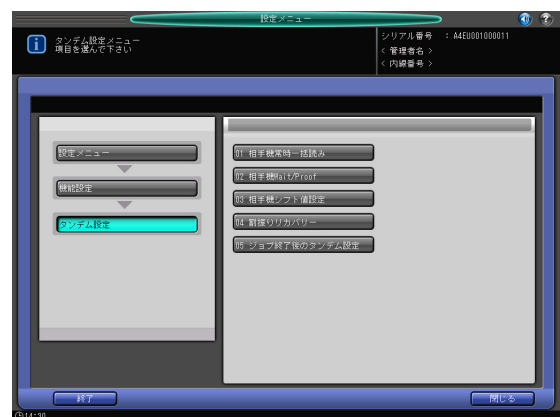 設定メニュー
タンデム設定メニュー
項目を選んで下さい
シリアル番号 : A4EU001000011
< 管理者名 >
< 内線番号 >
設定メニュー
機能設定
タンデム設定
01 相手機常時一括読み
02 相手機Wait/Proof
03 相手機シフト値設定
04 割振りリカバリー
05 ジョブ終了後のタンデム設定
終了
閉じる
14:30